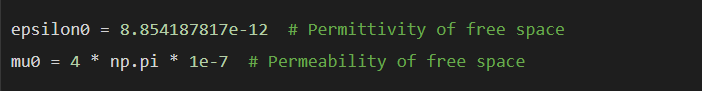 epsilon0 = 8.854187817e-12  # Permittivity of free space
mu0 = 4 * np.pi * 1e-7  # Permeability of free space